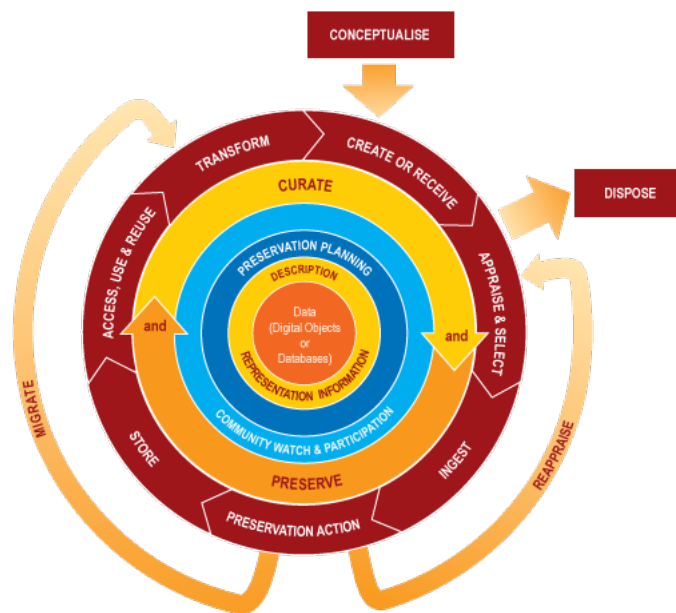 CONCEPTUALISE
TRANSFORM
CREATE OR RECEIVE
DISPOSE
CURATE
ACCESS, USE & REUSE
APPRAISE & SELECT
PRESERVATION PLANNING
DESCRIPTION
Data
(Digital Objects
or
Databases)
and
and
REPRESENTATION INFORMATION
COMMUNITY WATCH & PARTICIPATION
MIGRATE
REAPPRAISE
STORE
INGEST
PRESERVE
PRESERVATION ACTION